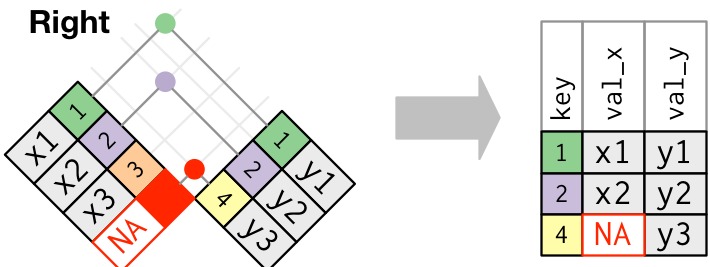 Right
1
x1
2
x2
3
x3
NA
1
y1
2
y2
4
y3
key val_x val_y
1 x1 y1
2 x2 y2
4 NA y3